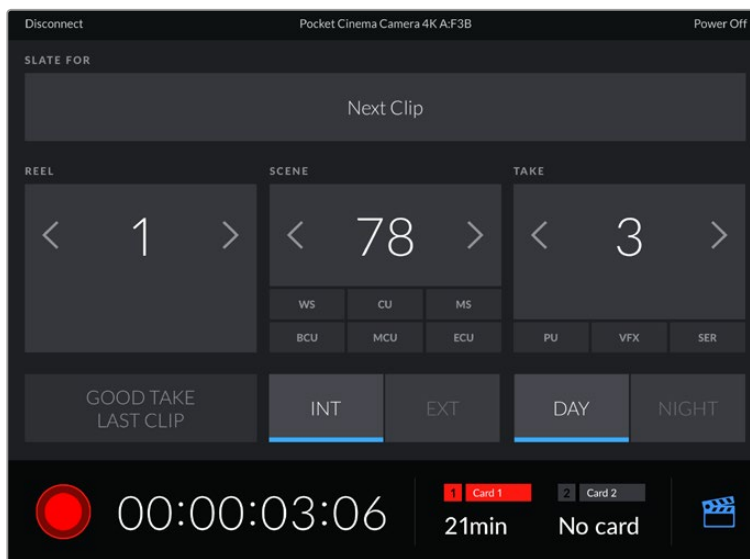 Disconnect Pocket Cinema Camera 4K A:F3B Power Off
SLATE FOR
Next Clip
REEL SCENE TAKE
1 78 3
WS CU MS
BCU MCU ECU PU VFX SER
GOOD TAKE
LAST CLIP
INT EXT DAY NIGHT
1 Card 1 2 Card 2
00:00:03:06 21min No card